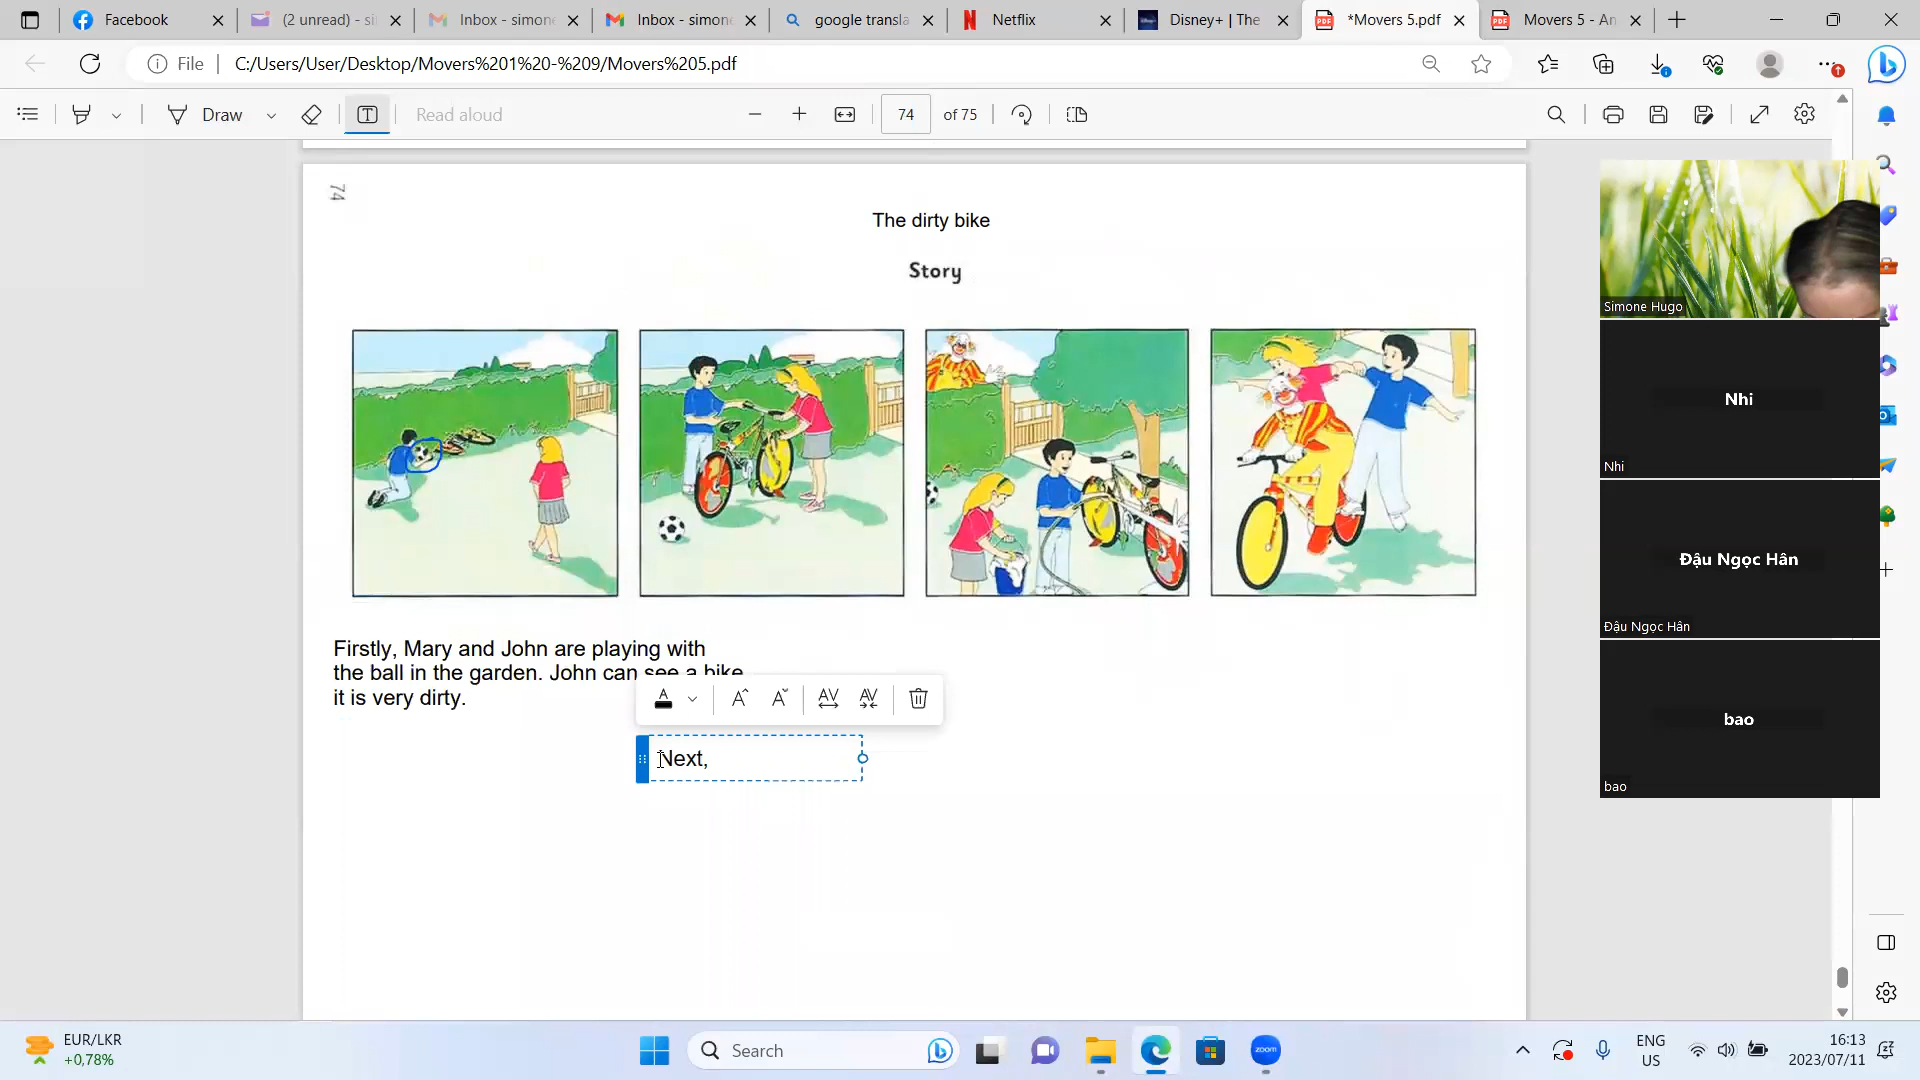 Facebook
(2 unread) - si
Inbox - simone
Inbox - simone
google transla
Netflix
Disney+ | The
*Movers 5.pdf
Movers 5 - An
File
C:/Users/User/Desktop/Movers%201%20-%209/Movers%205.pdf
Draw
Read aloud
74
of 75
74
The dirty bike
Story
Firstly, Mary and John are playing with
the ball in the garden. John can see a bike
it is very dirty.
Next,
Simone Hugo
Nhi
Nhi
Đậu Ngọc Hân
Đậu Ngọc Hân
bao
bao
EUR/LKR
+0,78%
Search
zoom
ENG
US
16:13
2023/07/11